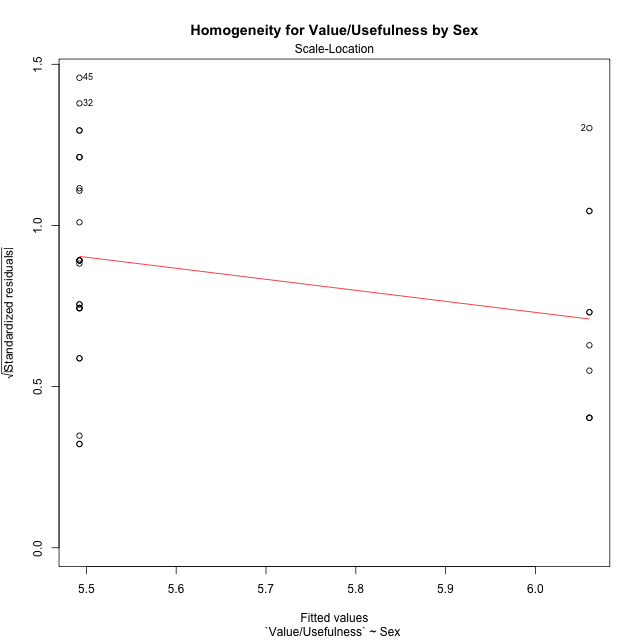 Homogeneity for Value/Usefulness by Sex
Scale-Location
√|Standardized residuals|
1.5
1.0
0.5
0.0
45
32
2
5.5 5.6 5.7 5.8 5.9 6.0
Fitted values
`Value/Usefulness` ~ Sex